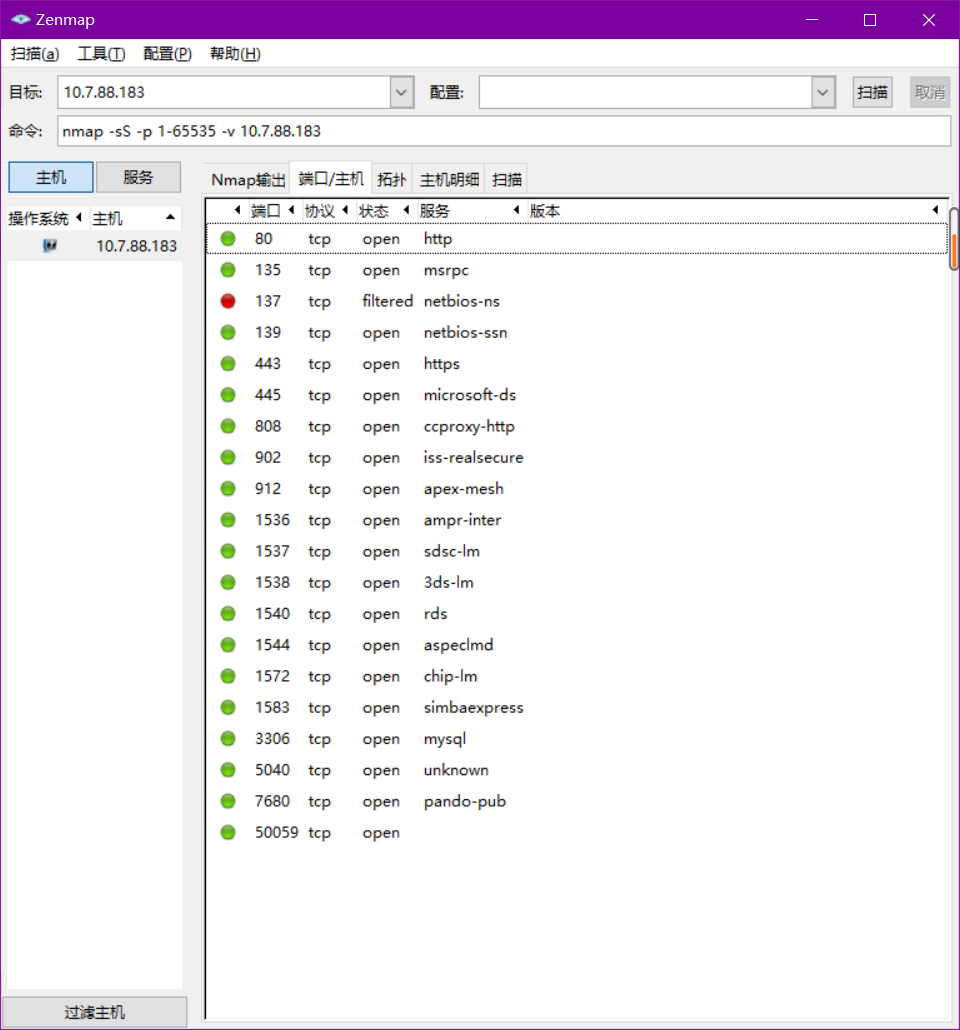 Zenmap
扫描(a) 工具(T) 配置(P) 帮助(H)
目标: 10.7.88.183 配置: 扫描 取消
命令: nmap -sS -p 1-65535 -v 10.7.88.183
主机 服务 Nmap输出 端口/主机 拓扑 主机明细 扫描
操作系统 主机 端口 协议 状态 服务 版本
10.7.88.183
80 tcp open http
135 tcp open msrpc
137 tcp filtered netbios-ns
139 tcp open netbios-ssn
443 tcp open https
445 tcp open microsoft-ds
808 tcp open ccproxy-http
902 tcp open iss-realsecure
912 tcp open apex-mesh
1536 tcp open ampr-inter
1537 tcp open sdsc-lm
1538 tcp open 3ds-lm
1540 tcp open rds
1544 tcp open aspeclmd
1572 tcp open chip-lm
1583 tcp open simbaexpress
3306 tcp open mysql
5040 tcp open unknown
7680 tcp open pando-pub
50059 tcp open
过滤主机